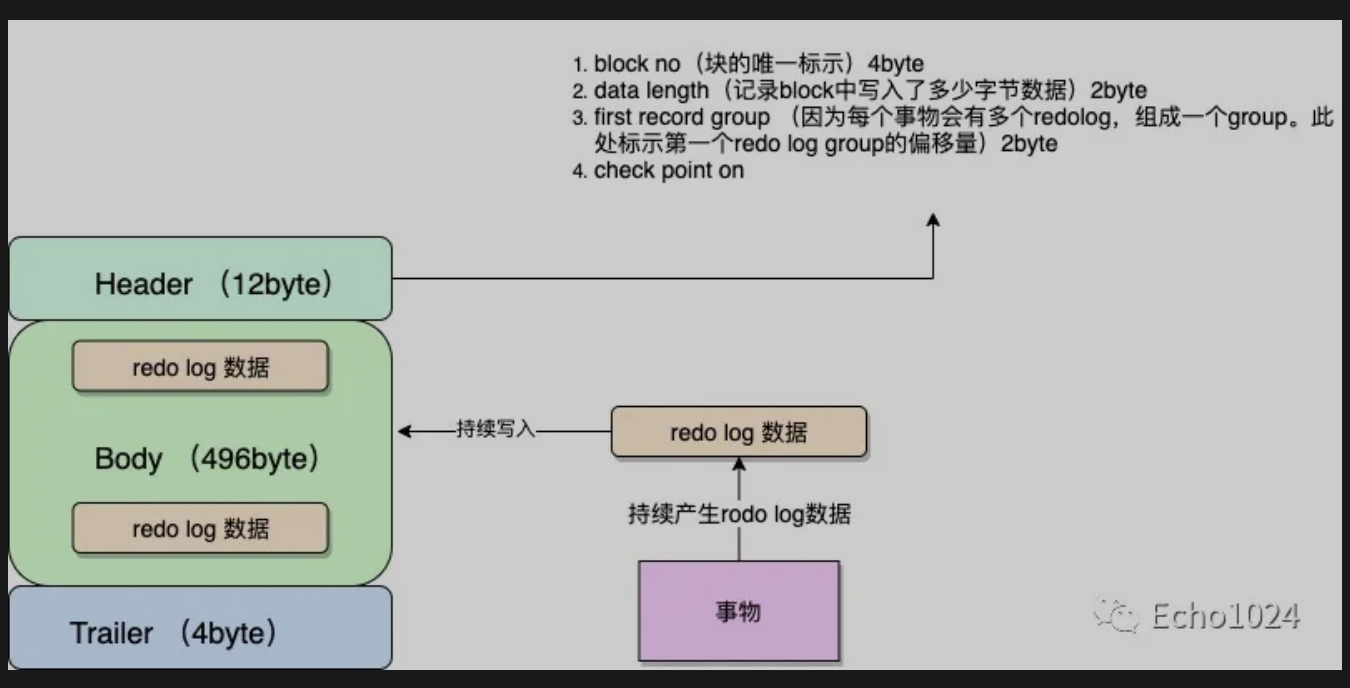 1. block no（块的唯一标示）4byte
2. data length（记录block中写入了多少字节数据）2byte
3. first record group （因为每个事物会有多个redolog，组成一个group。此
处标示第一个redo log group的偏移量）2byte
4. check point on
Header （12byte）
redo log 数据
Body （496byte）
redo log 数据
Trailer （4byte）
持续写入
redo log 数据
持续产生rodo log数据
事物
Echo1024